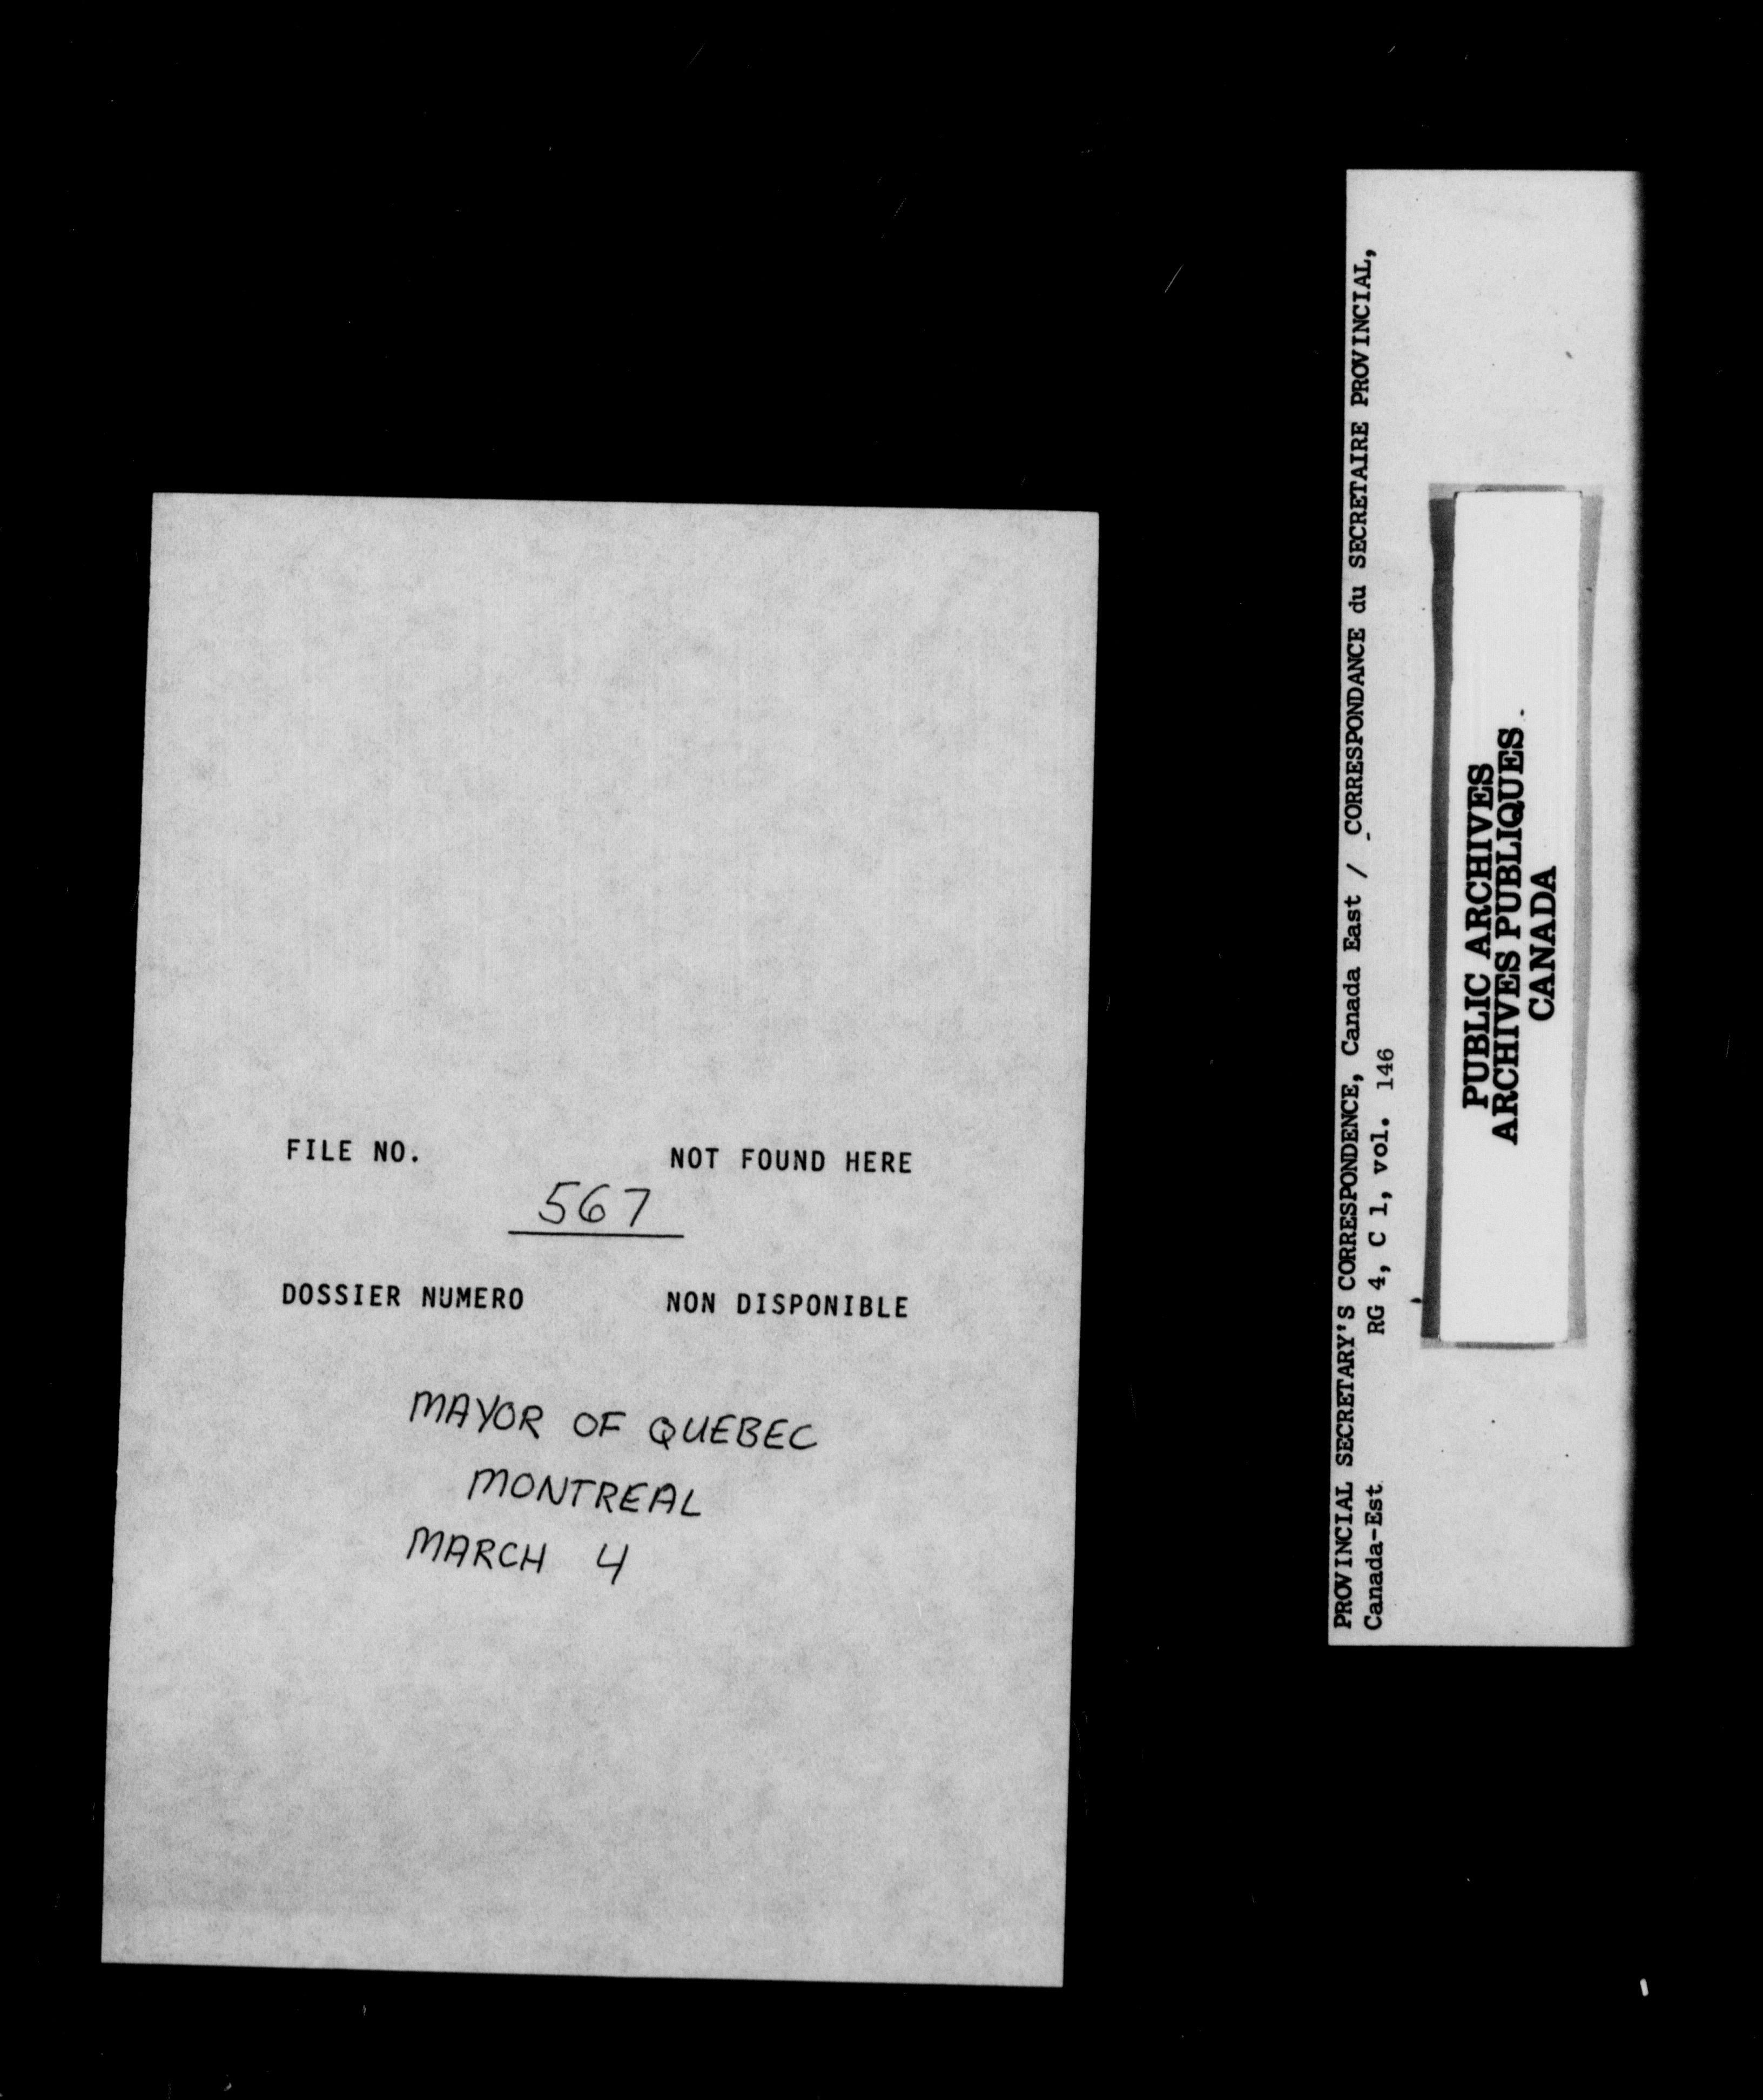 FILE NO. NOT FOUND HERE
567
DOSSIER NUMERO NON DISPONIBLE
MAYOR OF QUEBEC
MONTREAL
MARCH 4
PROVINCIAL SECRETARY'S CORRESPONDENCE, Canada East / CORRESPONDANCE du SECRETAIRE PROVINCIAL,
Canada-Est RG 4, C 1, vol. 146
PUBLIC ARCHIVES
ARCHIVES PUBLIQUES
CANADA